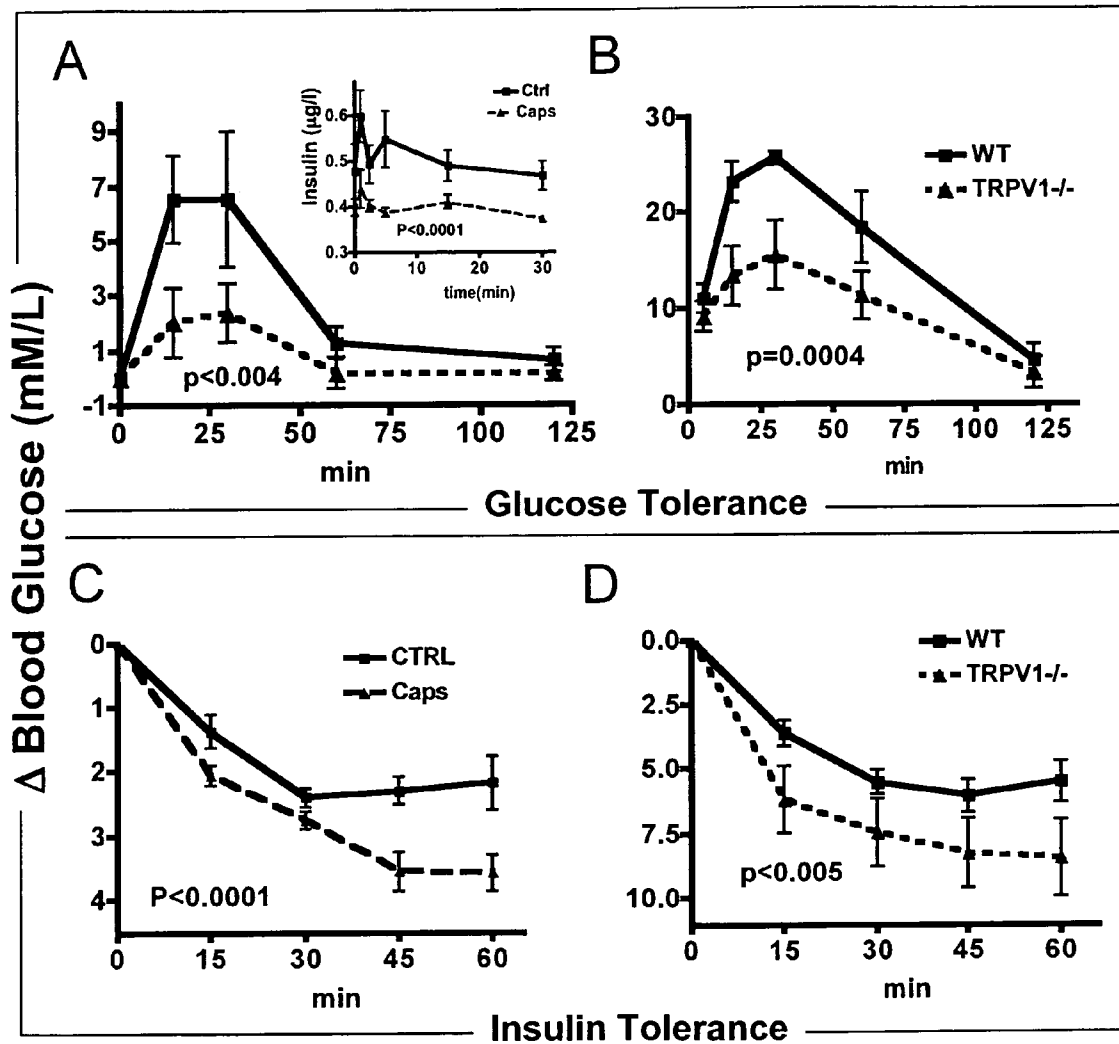 A
Insulin (µg/l)
0.6
0.5
0.4
0.3
Ctrl
Caps
P<0.0001
0
10
20
30
time(min)
9
7
5
3
1
-1
p<0.004
0
25
50
75
100
125
min
B
30
20
10
0
WT
TRPV1-/-
p=0.0004
0
25
50
75
100
125
min
Glucose Tolerance
Δ Blood Glucose (mM/L)
C
0
1
2
3
4
CTRL
Caps
P<0.0001
0
15
30
45
60
min
D
0.0
2.5
5.0
7.5
10.0
WT
TRPV1-/-
p<0.005
0
15
30
45
60
min
Insulin Tolerance